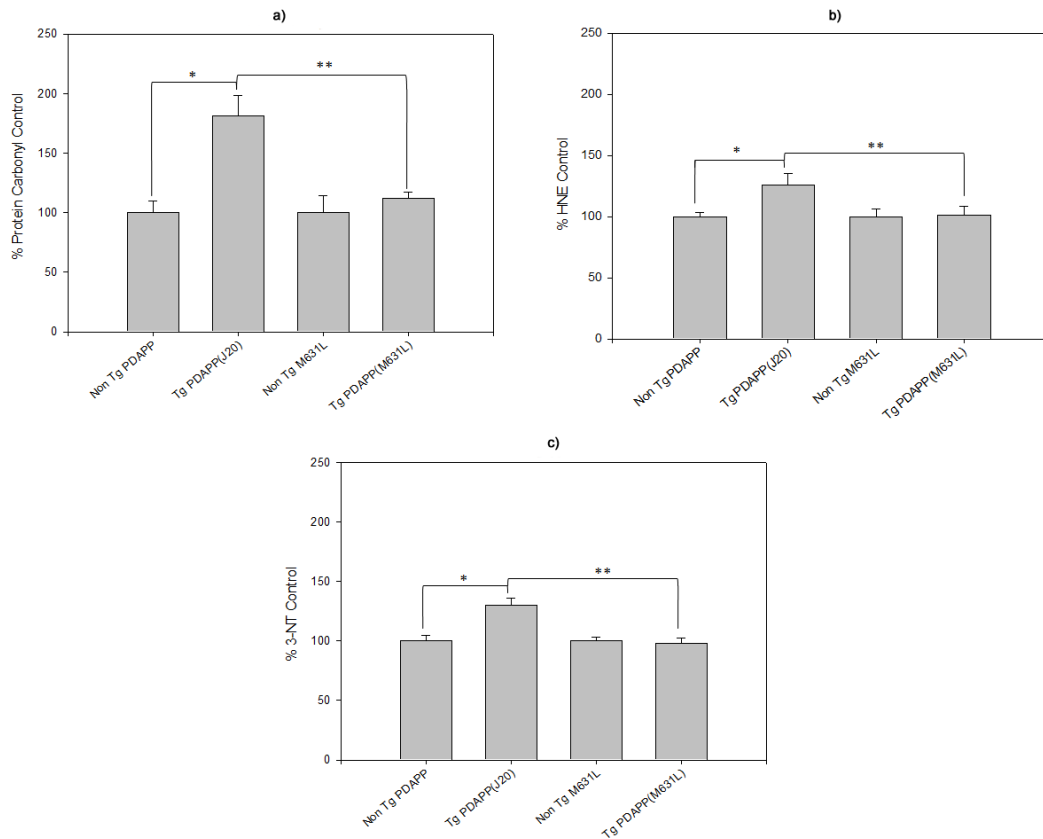 a)
250
200
150
100
50
0
% Protein Carbonyl Control
*
**
Non Tg PDAPP
Tg PDAPP(J20)
Non Tg M631L
Tg PDAPP(M631L)
b)
250
200
150
100
50
0
% HNE Control
*
**
Non Tg PDAPP
Tg PDAPP(J20)
Non Tg M631L
Tg PDAPP(M631L)
c)
250
200
150
100
50
0
% 3-NT Control
*
**
Non Tg PDAPP
Tg PDAPP(J20)
Non Tg M631L
Tg PDAPP(M631L)